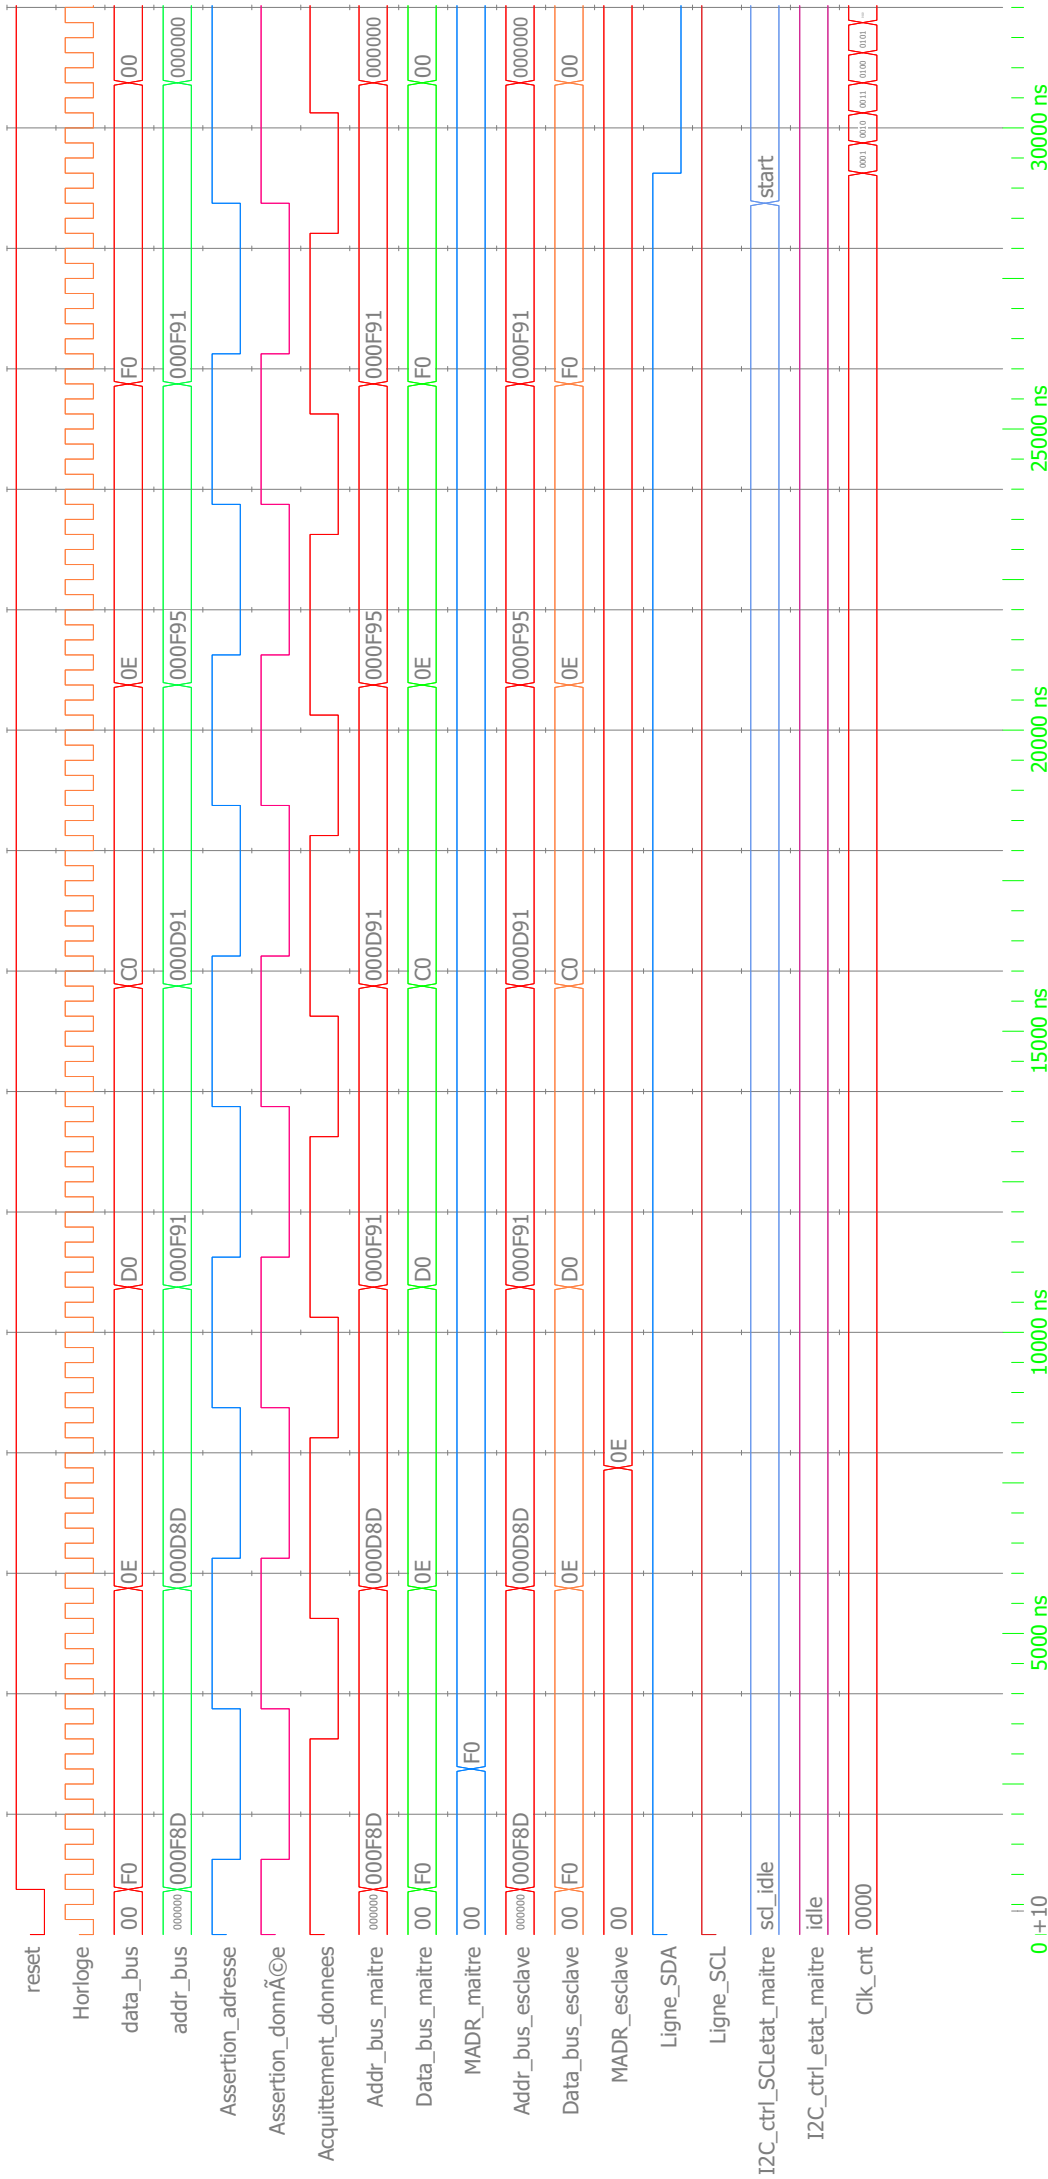 reset
Horloge
data_bus 00 F0 0E D0 C0 0E F0 00
addr_bus 000000 000F8D 000D8D 000F91 000D91 000F95 000F91 000000
Assertion_adresse
Assertion_donnÃ©e
Acquittement_donnees
Addr_bus_maitre 000000 000F8D 000D8D 000F91 000D91 000F95 000F91 000000
Data_bus_maitre 00 F0 0E D0 C0 0E F0 00
MADR_maitre 00 F0
Addr_bus_esclave 000000 000F8D 000D8D 000F91 000D91 000F95 000F91 000000
Data_bus_esclave 00 F0 0E D0 C0 0E F0 00
MADR_esclave 00 0E
Ligne_SDA
Ligne_SCL
I2C_ctrl_SCLetat_maitre scl_idle start
I2C_ctrl_etat_maitre idle
Clk_cnt 0000 0001 0010 0011 0100 0101
0 +10 5000 ns 10000 ns 15000 ns 20000 ns 25000 ns 30000 ns